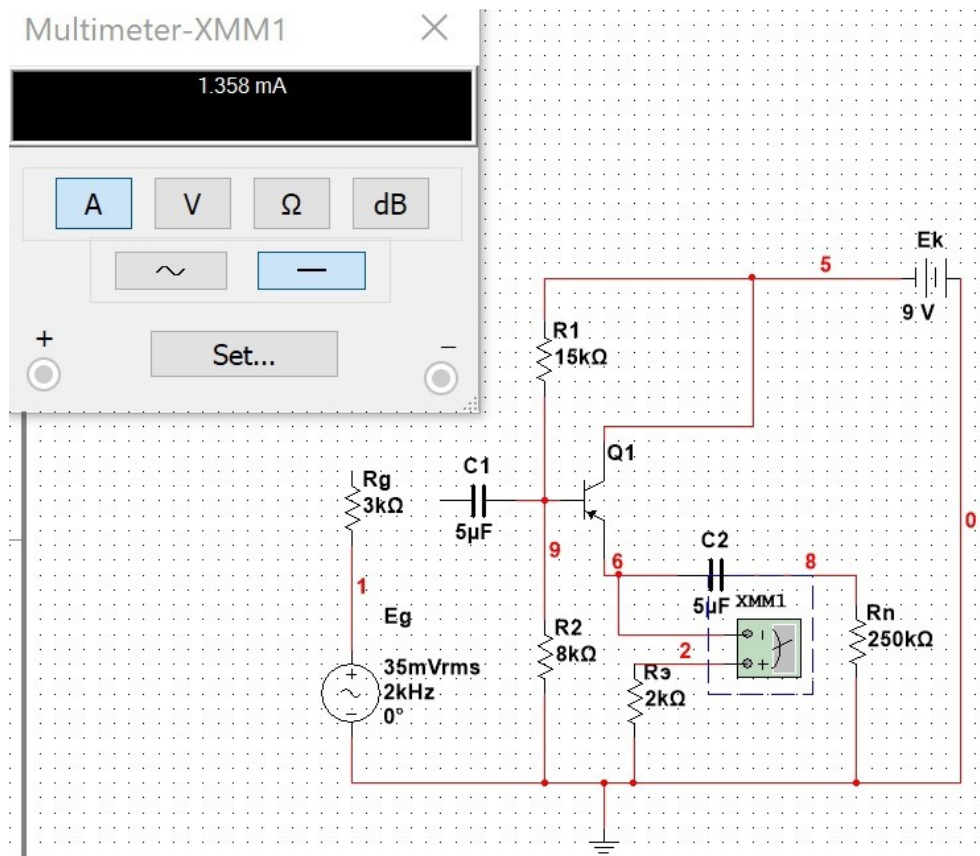 Multimeter-XMM1
1.358 mA
A V Ω dB
+
Set...
−
Ek
5
9 V
R1
15kΩ
Q1
C1
Rg
3kΩ
5µF
9
6
C2
8
0
1
5µF
XMM1
Eg
R2
8kΩ
2
Rэ
2kΩ
Rn
250kΩ
35mVrms
2kHz
0°